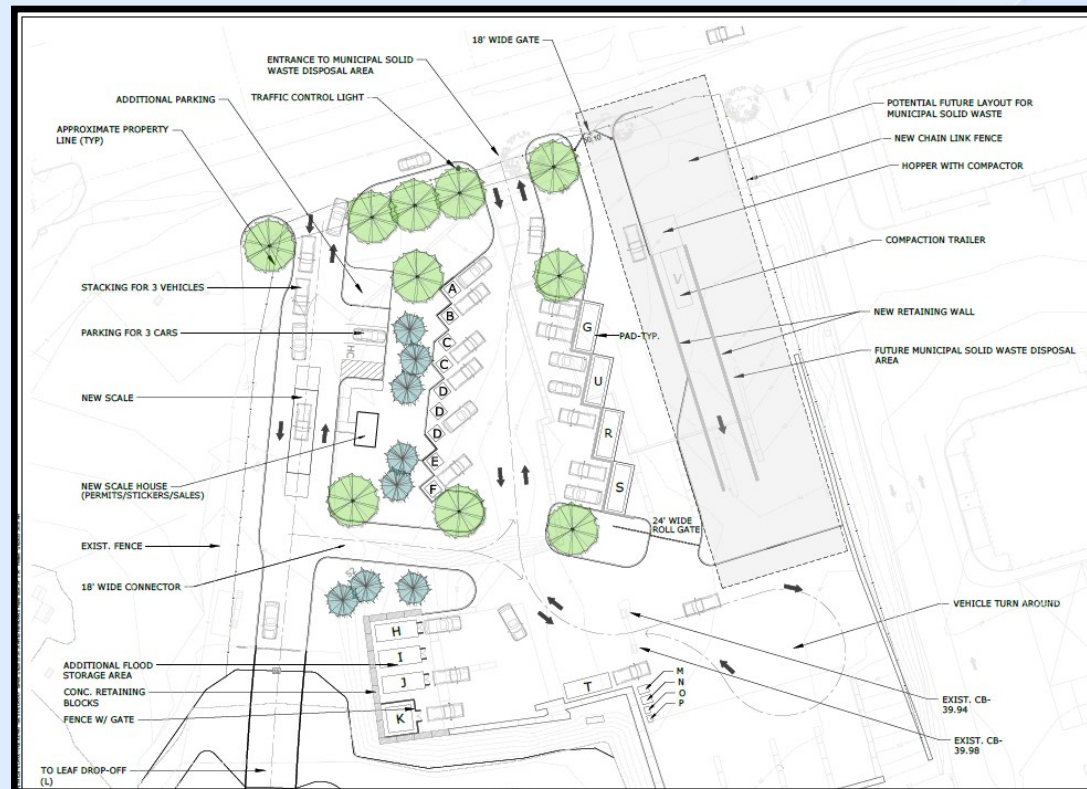 18' WIDE GATE
ENTRANCE TO MUNICIPAL SOLID
WASTE DISPOSAL AREA
TRAFFIC CONTROL LIGHT
ADDITIONAL PARKING
APPROXIMATE PROPERTY
LINE (TYP)
POTENTIAL FUTURE LAYOUT FOR
MUNICIPAL SOLID WASTE
NEW CHAIN LINK FENCE
HOPPER WITH COMPACTOR
COMPACTION TRAILER
NEW RETAINING WALL
FUTURE MUNICIPAL SOLID WASTE DISPOSAL
AREA
STACKING FOR 3 VEHICLES
PARKING FOR 3 CARS
HC
NEW SCALE
NEW SCALE HOUSE
(PERMITS/STICKERS/SALES)
EXIST. FENCE
18' WIDE CONNECTOR
A
B
C
C
D
D
D
E
F
G
PAD-TYP.
U
R
S
V
24' WIDE
ROLL GATE
VEHICLE TURN AROUND
ADDITIONAL FLOOD
STORAGE AREA
CONC. RETAINING
BLOCKS
FENCE W/ GATE
H
I
J
K
T
M
N
O
P
EXIST. CB-
39.94
EXIST. CB-
39.98
TO LEAF DROP-OFF
(L)